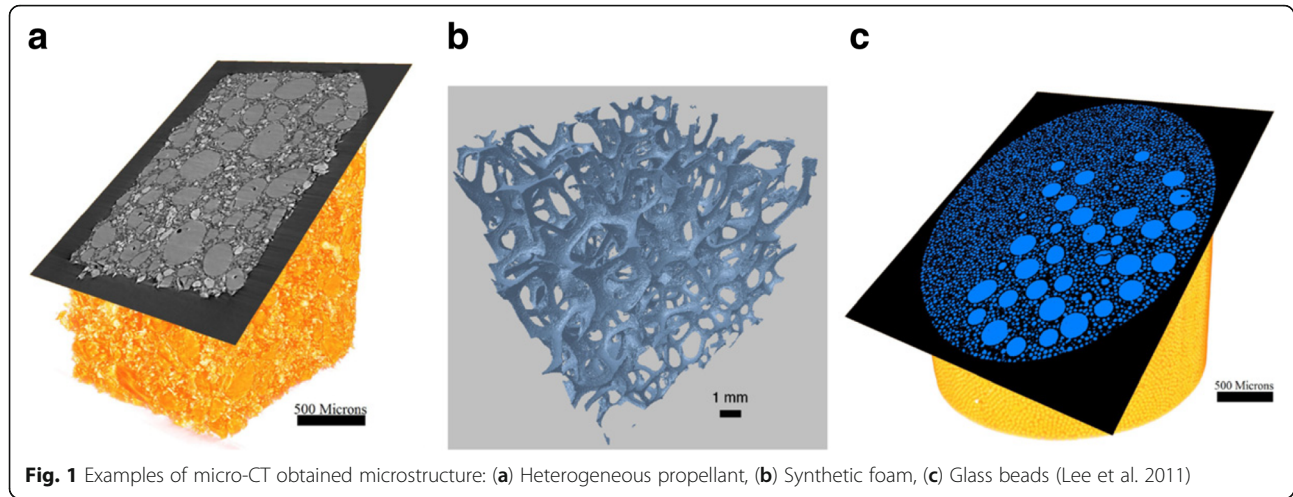 a
b
c
500 Microns
1 mm
500 Microns
Fig. 1 Examples of micro-CT obtained microstructure: (a) Heterogeneous propellant, (b) Synthetic foam, (c) Glass beads (Lee et al. 2011)